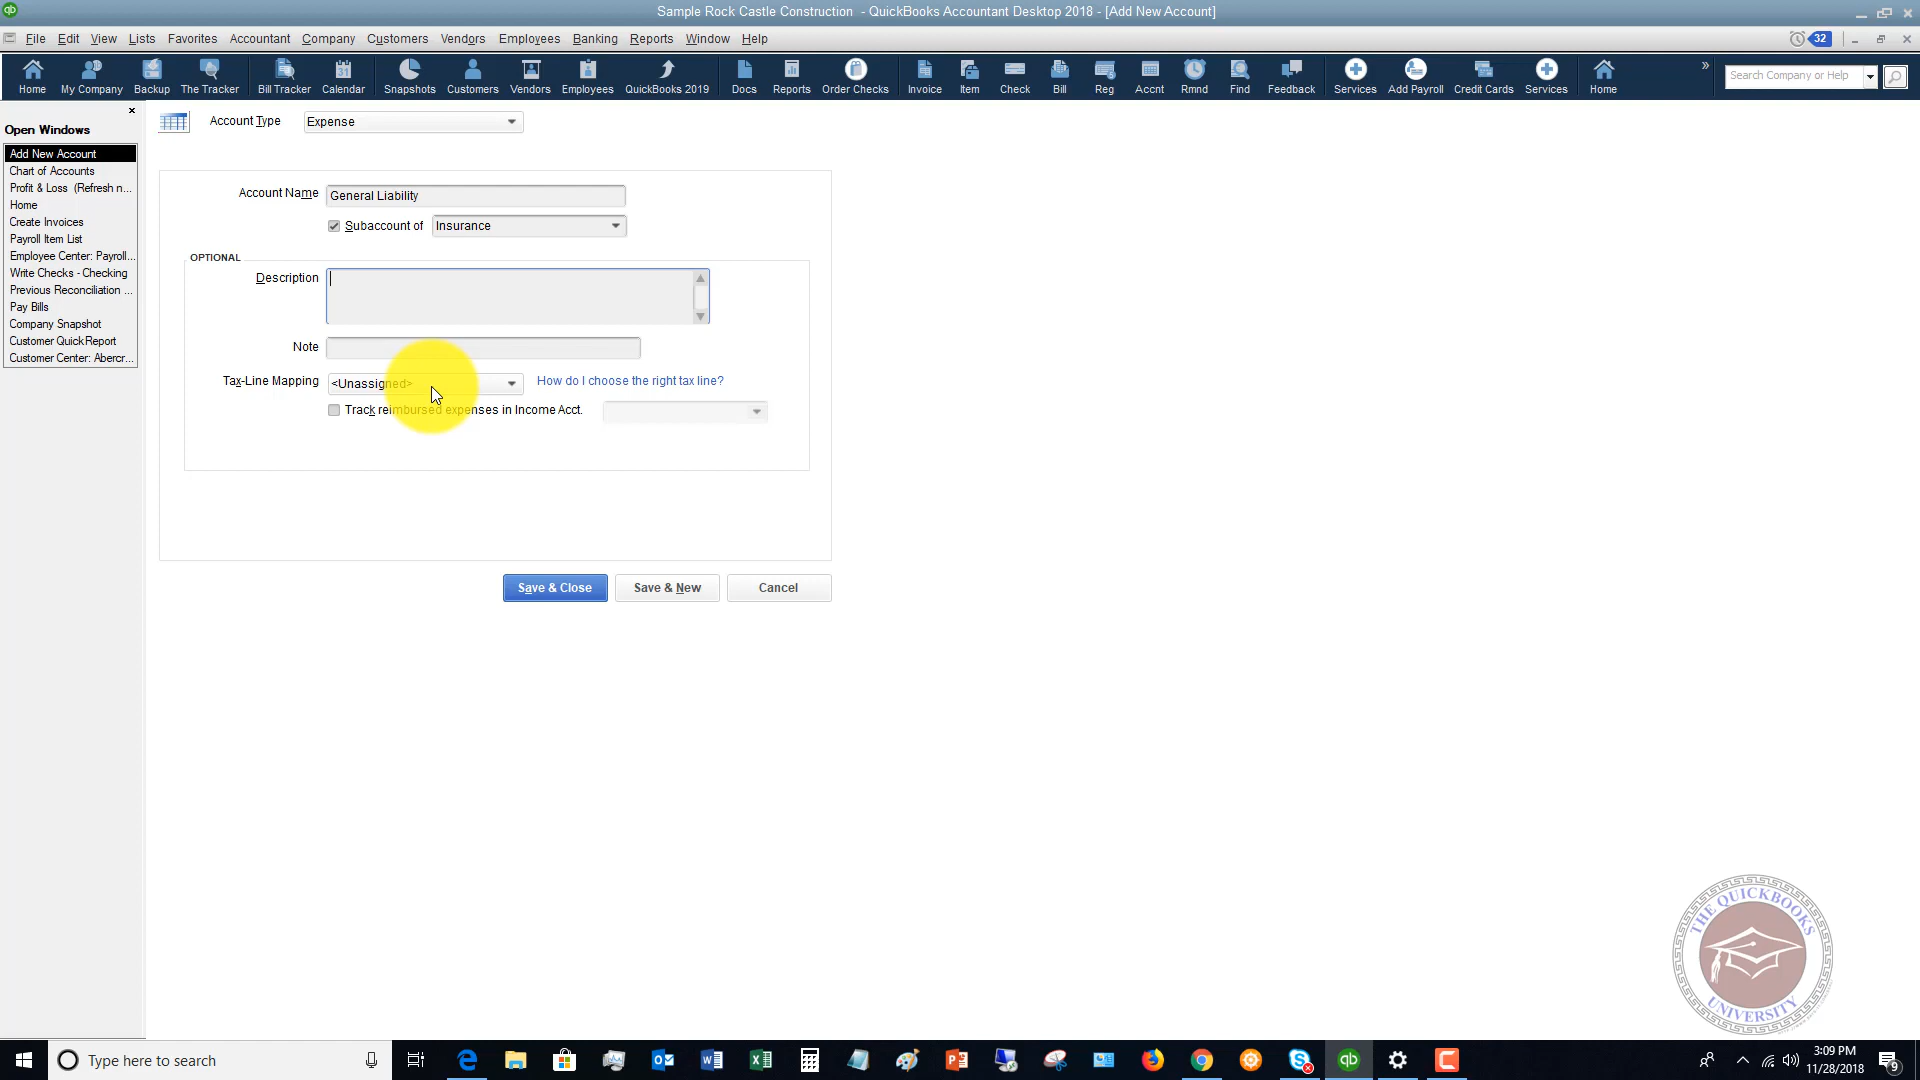 Sample Rock Castle Construction - QuickBooks Accountant Desktop 2018 - [Add New Account]
File Edit View Lists Favorites Accountant Company Customers Vendors Employees Banking Reports Window Help
32
Home My Company Backup The Tracker Bill Tracker Calendar Snapshots Customers Vendors Employees QuickBooks 2019 Docs Reports Order Checks Invoice Item Check Bill Reg Accnt Rmnd Find Feedback Services Add Payroll Credit Cards Services Home
Search Company or Help
Open Windows
Add New Account
Chart of Accounts
Profit & Loss (Refresh n...
Home
Create Invoices
Payroll Item List
Employee Center: Payroll...
Write Checks - Checking
Previous Reconciliation ...
Pay Bills
Company Snapshot
Customer QuickReport
Customer Center: Abercr...
Account Type Expense
Account Name General Liability
Subaccount of Insurance
OPTIONAL
Description
Note
Tax-Line Mapping <Unassigned> How do I choose the right tax line?
Track reimbursed expenses in Income Acct.
Save & Close Save & New Cancel
THE QUICKBOOKS
UNIVERSITY
Type here to search
3:09 PM
11/28/2018
9